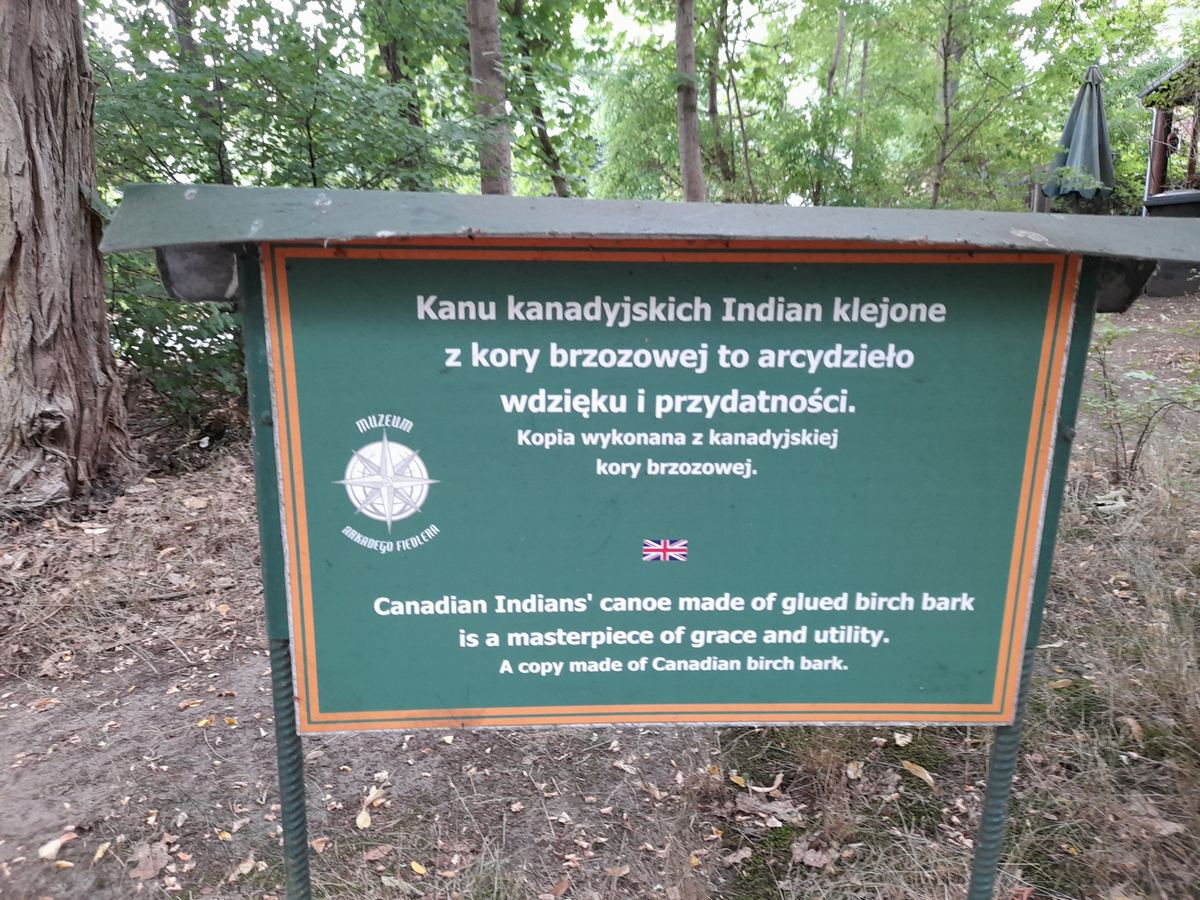 Kanu kanadyjskich Indian klejone
z kory brzozowej to arcydzieło
wdzięku i przydatności.
Kopia wykonana z kanadyjskiej
kory brzozowej.
MUZEUM
ARKADEGO FIEDLERA
Canadian Indians' canoe made of glued birch bark
is a masterpiece of grace and utility.
A copy made of Canadian birch bark.